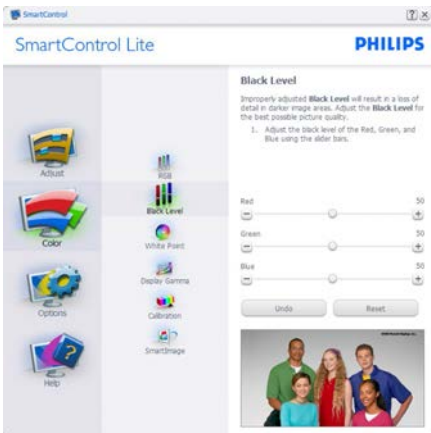 SmartControl
SmartControl Lite
PHILIPS
Adjust
Color
Options
Help
RGB
Black Level
White Point
Display Gamma
Calibration
SmartImage
Black Level
Improperly adjusted Black Level will result in a loss of
detail in darker image areas. Adjust the Black Level for
the best possible picture quality.
1. Adjust the black level of the Red, Green, and
Blue using the slider bars.
Red 50
Green 50
Blue 50
Undo Reset